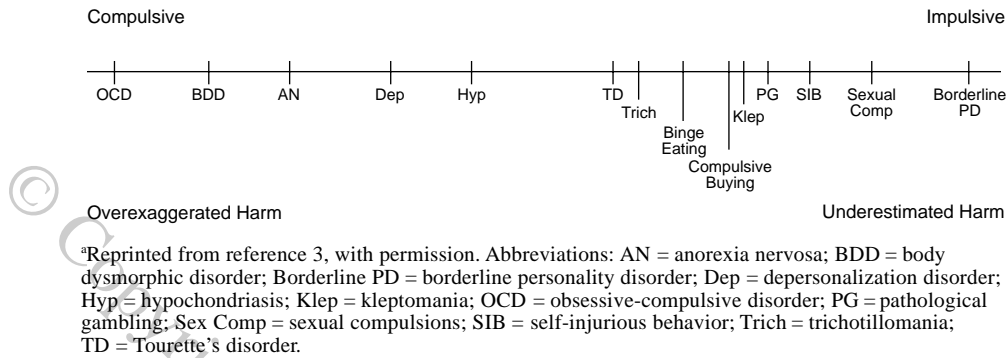 Compulsive
Impulsive
OCD
BDD
AN
Dep
Hyp
TD
Trich
Binge
Eating
Compulsive
Buying
Klep
PG
SIB
Sexual
Comp
Borderline
PD
Overexaggerated Harm
Underestimated Harm
aReprinted from reference 3, with permission. Abbreviations: AN = anorexia nervosa; BDD = body
dysmorphic disorder; Borderline PD = borderline personality disorder; Dep = depersonalization disorder;
Hyp = hypochondriasis; Klep = kleptomania; OCD = obsessive-compulsive disorder; PG = pathological
gambling; Sex Comp = sexual compulsions; SIB = self-injurious behavior; Trich = trichotillomania;
TD = Tourette's disorder.